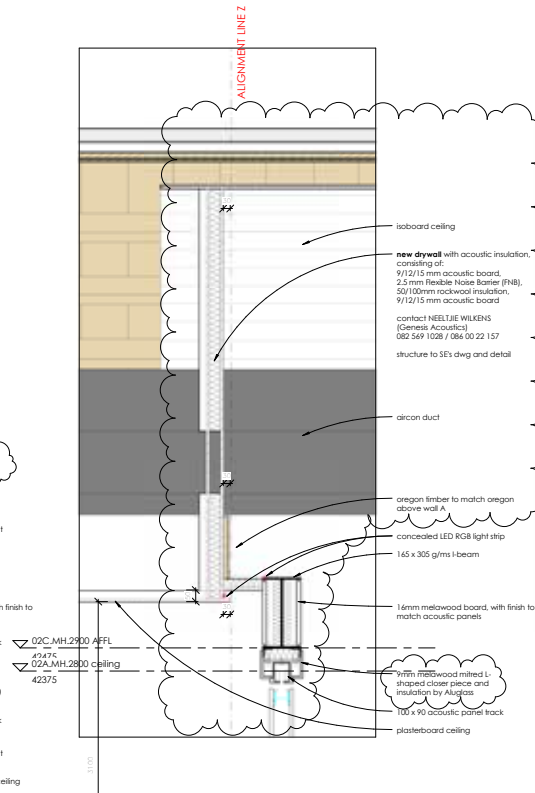 ALIGNMENT LINE Z
isoboard ceiling
new drywall with acoustic insulation,
consisting of:
9/12/15 mm acoustic board,
2.5 mm Flexible Noise Barrier (FNB),
50/100mm rockwool insulation,
9/12/15 mm acoustic board
contact NEELTJIE WILKENS
(Genesis Acoustics)
082 569 1028 / 086 00 22 157
structure to SE's dwg and detail
aircon duct
oregon timber to match oregon
above wall A
concealed LED RGB light strip
165 x 305 g/ms I-beam
16mm melawood board, with finish to
match acoustic panels
9mm melawood mitred L-
shaped closer piece and
insulation by Aluglass
100 x 90 acoustic panel track
plasterboard ceiling
finish to
02C.MH.2900 AFFL
42475
02A.MH.2800 ceiling
42375
3100
eiling